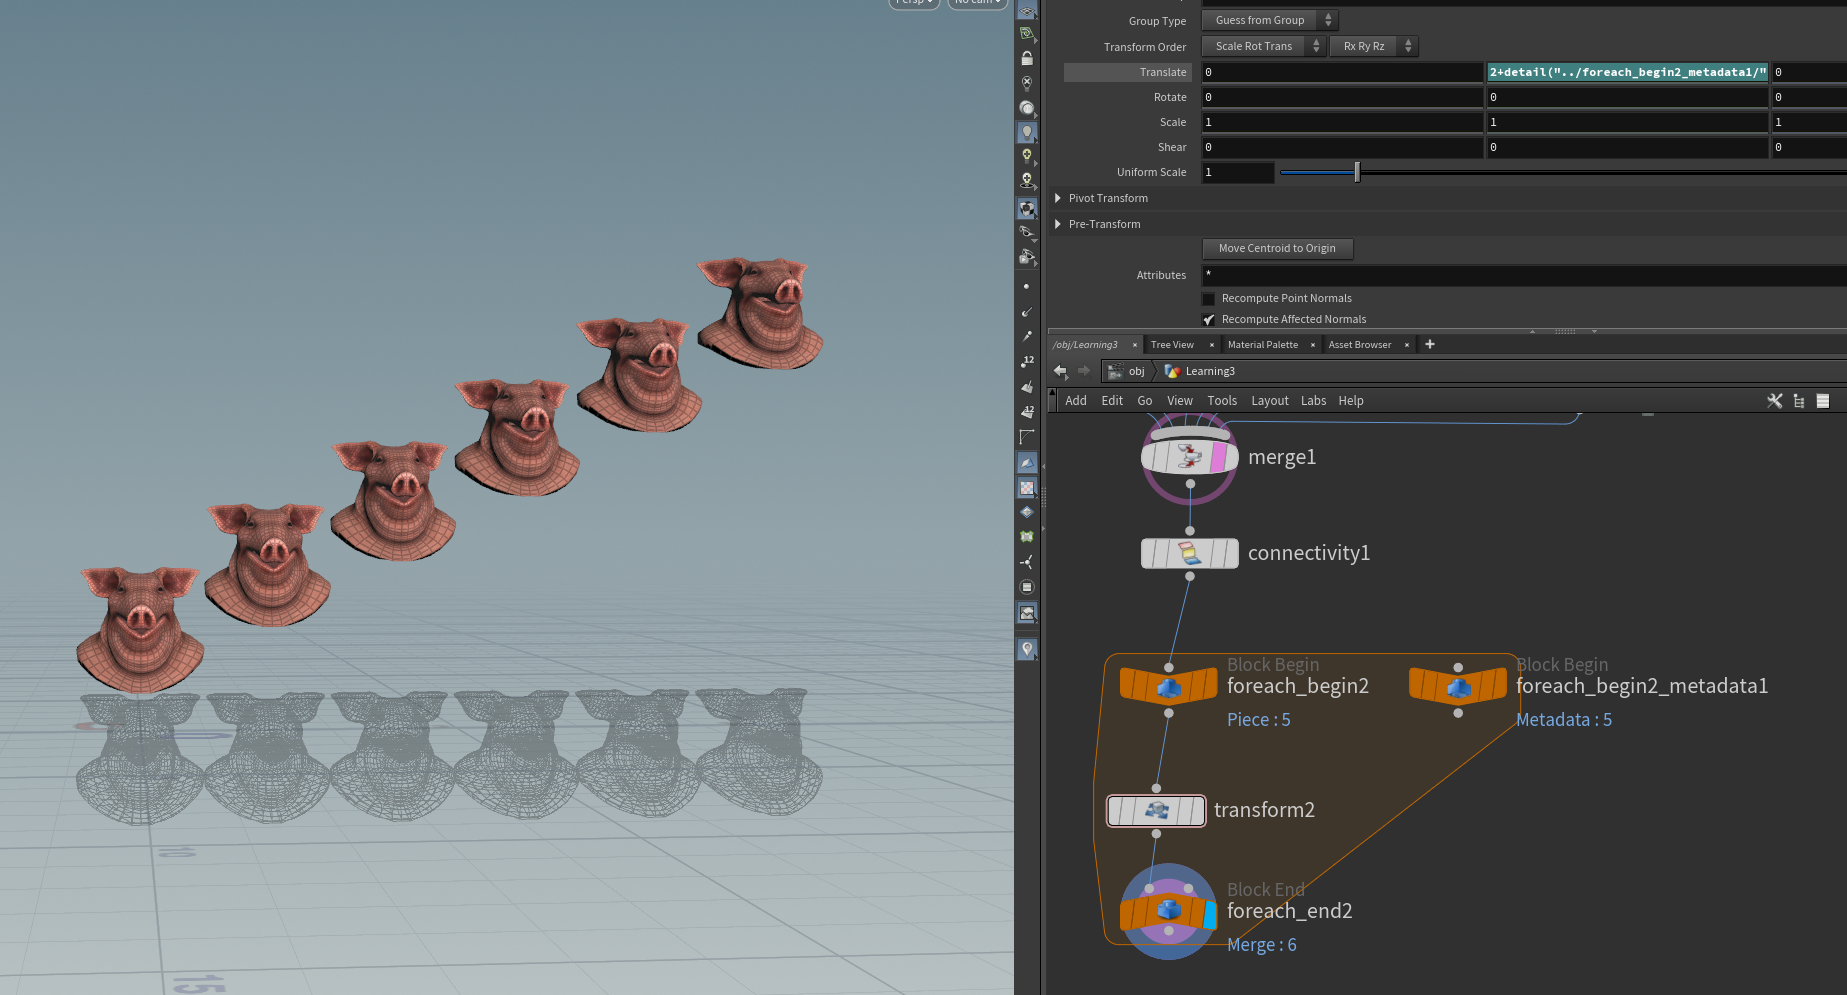 Persp
No cam
Group Type Guess from Group
Transform Order Scale Rot Trans Rx Ry Rz
Translate 0 2+detail("../foreach_begin2_metadata1/" 0
Rotate 0 0 0
Scale 1 1 1
Shear 0 0 0
Uniform Scale 1
Pivot Transform
Pre-Transform
Move Centroid to Origin
Attributes *
Recompute Point Normals
Recompute Affected Normals
/obj/Learning3 × Tree View × Material Palette × Asset Browser × +
obj Learning3
Add Edit Go View Tools Layout Labs Help
merge1
connectivity1
Block Begin
foreach_begin2
Piece : 5
Block Begin
foreach_begin2_metadata1
Metadata : 5
transform2
Block End
foreach_end2
Merge : 6
12
12
10
15